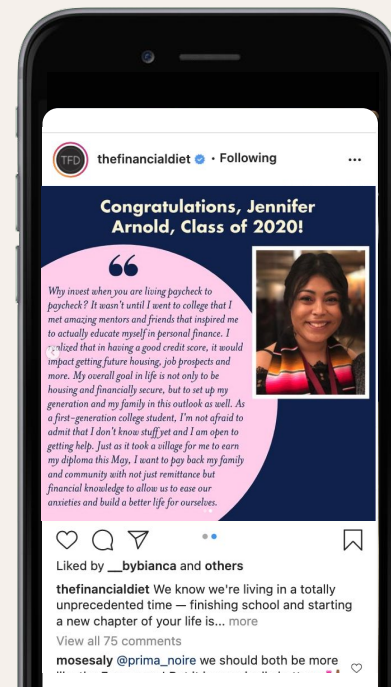 TFD
thefinancialdiet · Following
Congratulations, Jennifer
Arnold, Class of 2020!
Why invest when you are living paycheck to
paycheck? It wasn't until I went to college that I
met amazing mentors and friends that inspired me
to actually educate myself in personal finance. I
realized that in having a good credit score, it would
impact getting future housing, job prospects and
more. My overall goal in life is not only to be
housing and financially secure, but to set up my
generation and my family in this outlook as well. As
a first-generation college student, I'm not afraid to
admit that I don't know stuff yet and I am open to
getting help. Just as it took a village for me to earn
my diploma this May, I want to pay back my family
and community with not just remittance but
financial knowledge to allow us to ease our
anxieties and build a better life for ourselves.
Liked by __bybianca and others
thefinancialdiet We know we're living in a totally
unprecedented time — finishing school and starting
a new chapter of your life is... more
View all 75 comments
mosesaly @prima_noire we should both be more